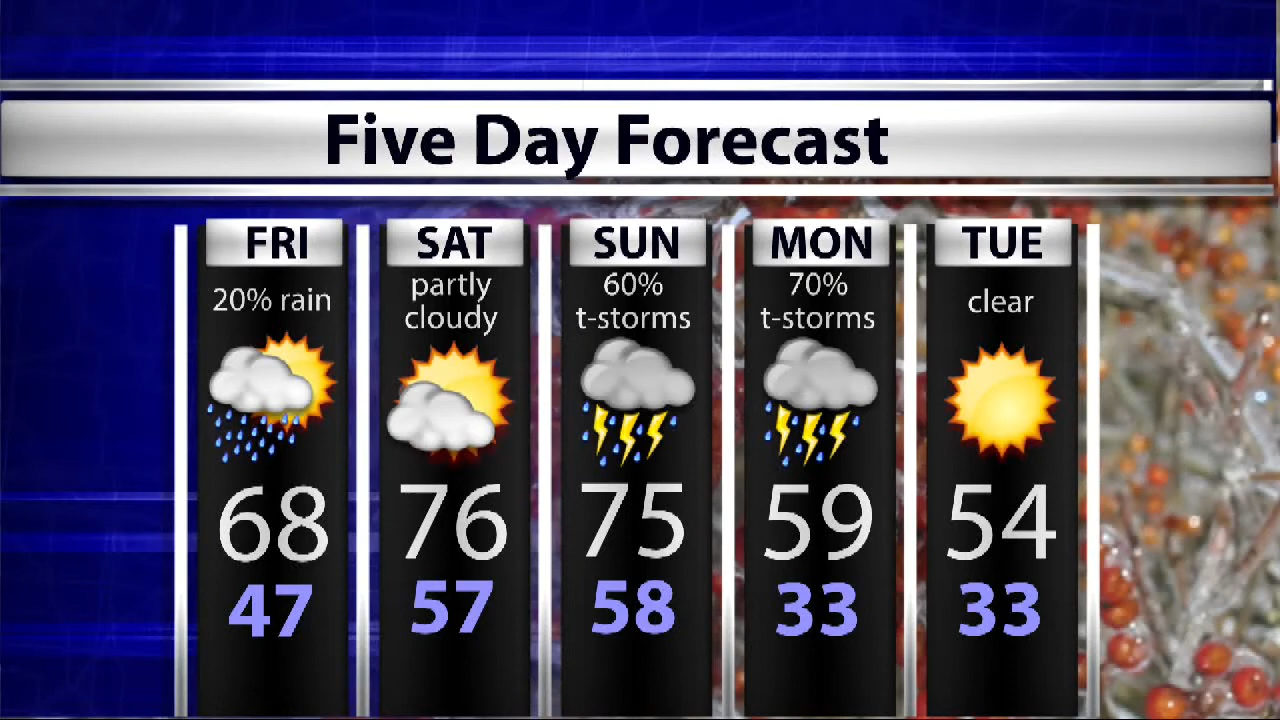 Five Day Forecast
FRI
20% rain
68
47
SAT
partly
cloudy
76
57
SUN
60%
t-storms
75
58
MON
70%
t-storms
59
33
TUE
clear
54
33